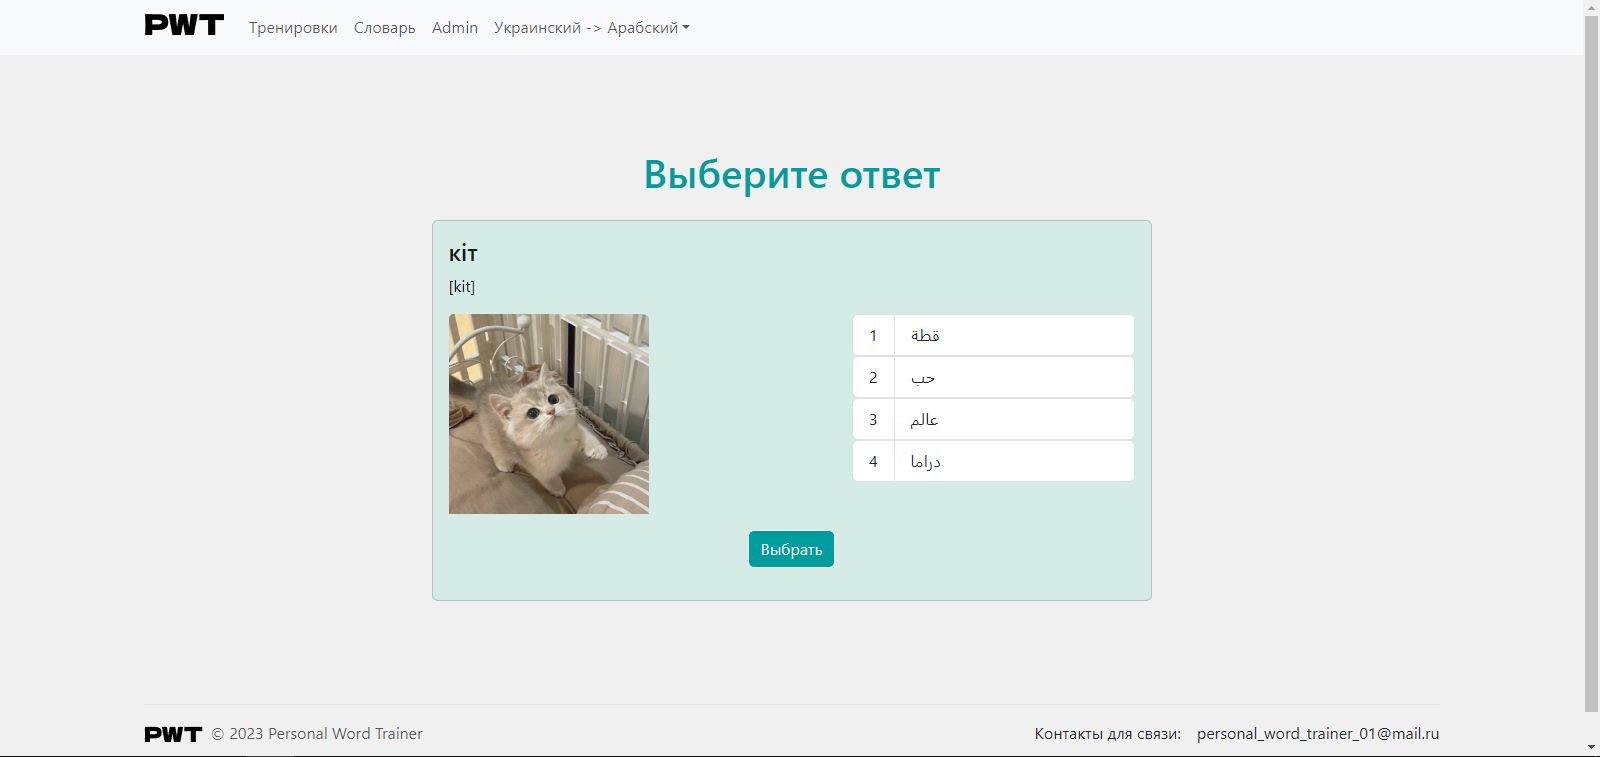 PWT Тренировки Словарь Admin Украинский -> Арабский
Выберите ответ
кіт
[kit]
1 قطة
2 حب
3 عالم
4 دراما
Выбрать
PWT © 2023 Personal Word Trainer Контакты для связи: personal_word_trainer_01@mail.ru